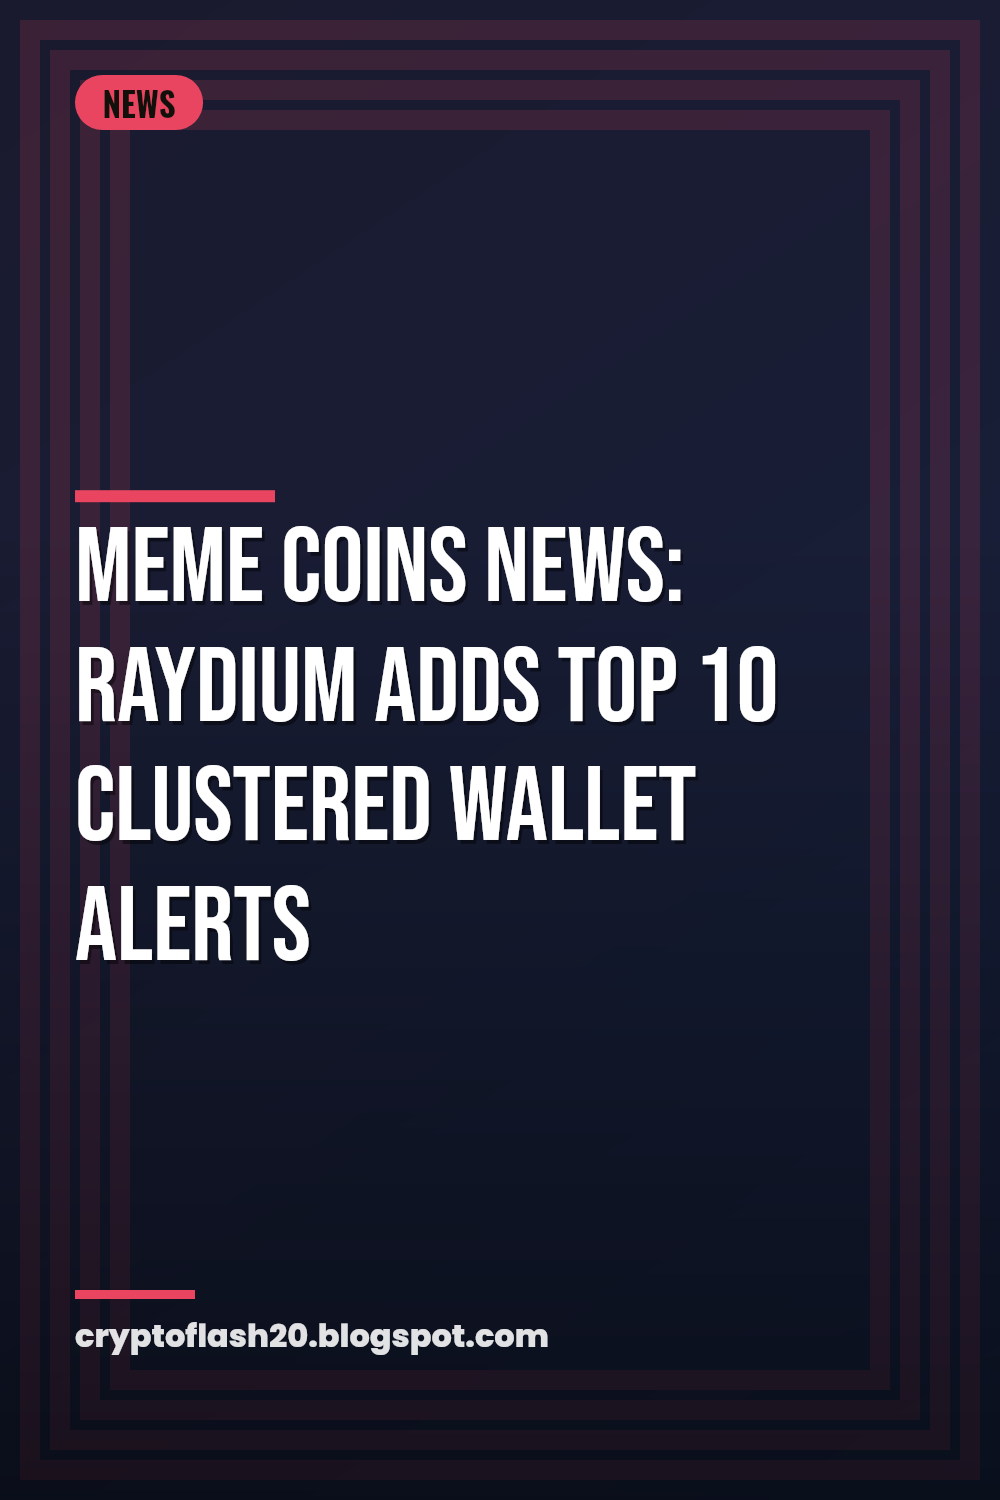 NEWS
MEME COINS NEWS:
RAYDIUM ADDS TOP 10
CLUSTERED WALLET
ALERTS
cryptoflash20.blogspot.com